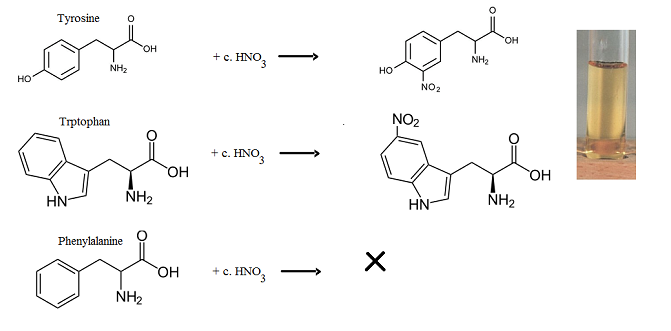 Tyrosine
O
OH
NH₂
HO
+ c. HNO₃
O
OH
NH₂
HO
NO₂
Trptophan
O
OH
NH₂
HN
+ c. HNO₃
NO₂
O
OH
NH₂
HN
Phenylalanine
O
OH
NH₂
+ c. HNO₃